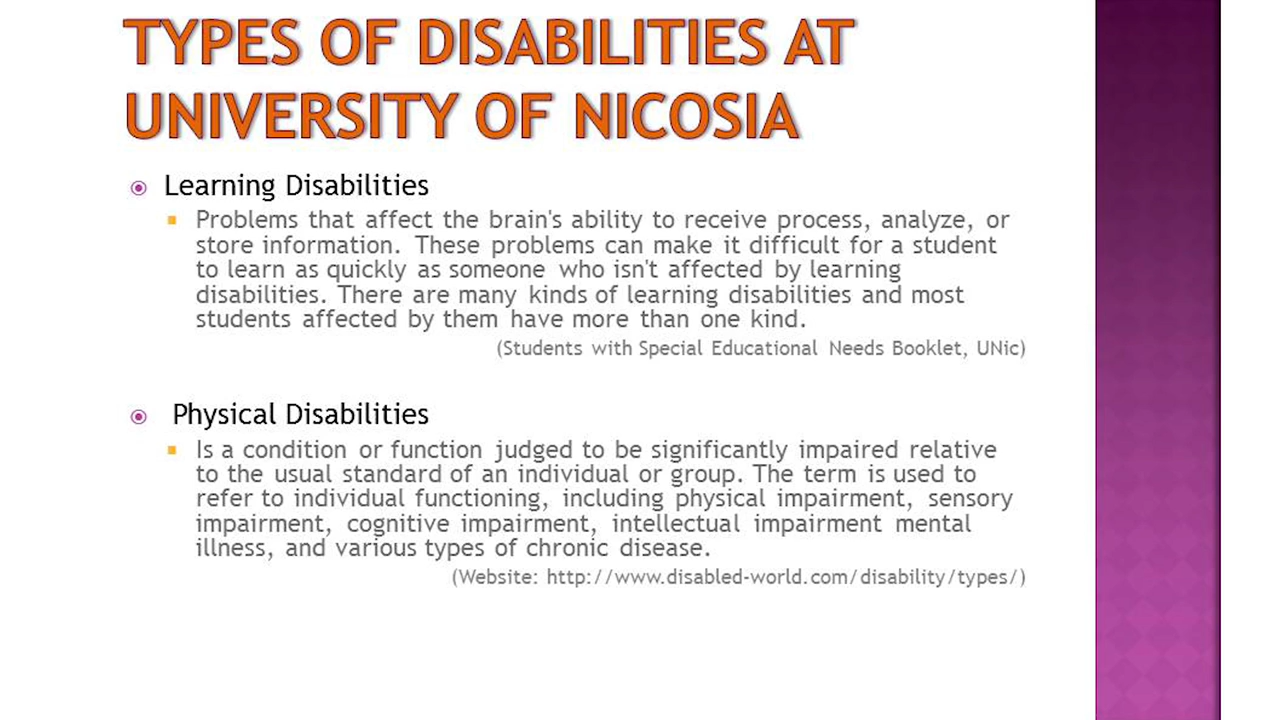 TYPES OF DISABILITIES AT
UNIVERSITY OF NICOSIA
Learning Disabilities
Problems that affect the brain's ability to receive process, analyze, or
store information. These problems can make it difficult for a student
to learn as quickly as someone who isn't affected by learning
disabilities. There are many kinds of learning disabilities and most
students affected by them have more than one kind.
(Students with Special Educational Needs Booklet, UNic)
Physical Disabilities
Is a condition or function judged to be significantly impaired relative
to the usual standard of an individual or group. The term is used to
refer to individual functioning, including physical impairment, sensory
impairment, cognitive impairment, intellectual impairment mental
illness, and various types of chronic disease.
(Website: http://www.disabled-world.com/disability/types/)